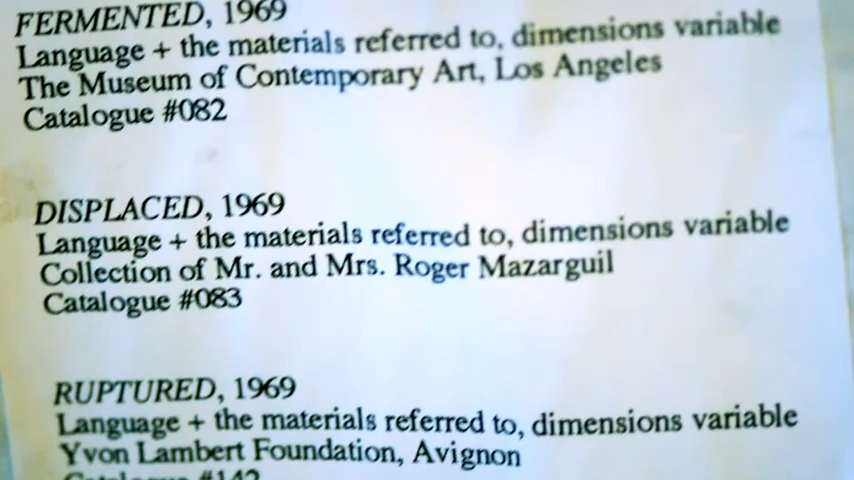 FERMENTED, 1969
Language + the materials referred to, dimensions variable
The Museum of Contemporary Art, Los Angeles
Catalogue #082
DISPLACED, 1969
Language + the materials referred to, dimensions variable
Collection of Mr. and Mrs. Roger Mazarguil
Catalogue #083
RUPTURED, 1969
Language + the materials referred to, dimensions variable
Yvon Lambert Foundation, Avignon
Catalogue #142